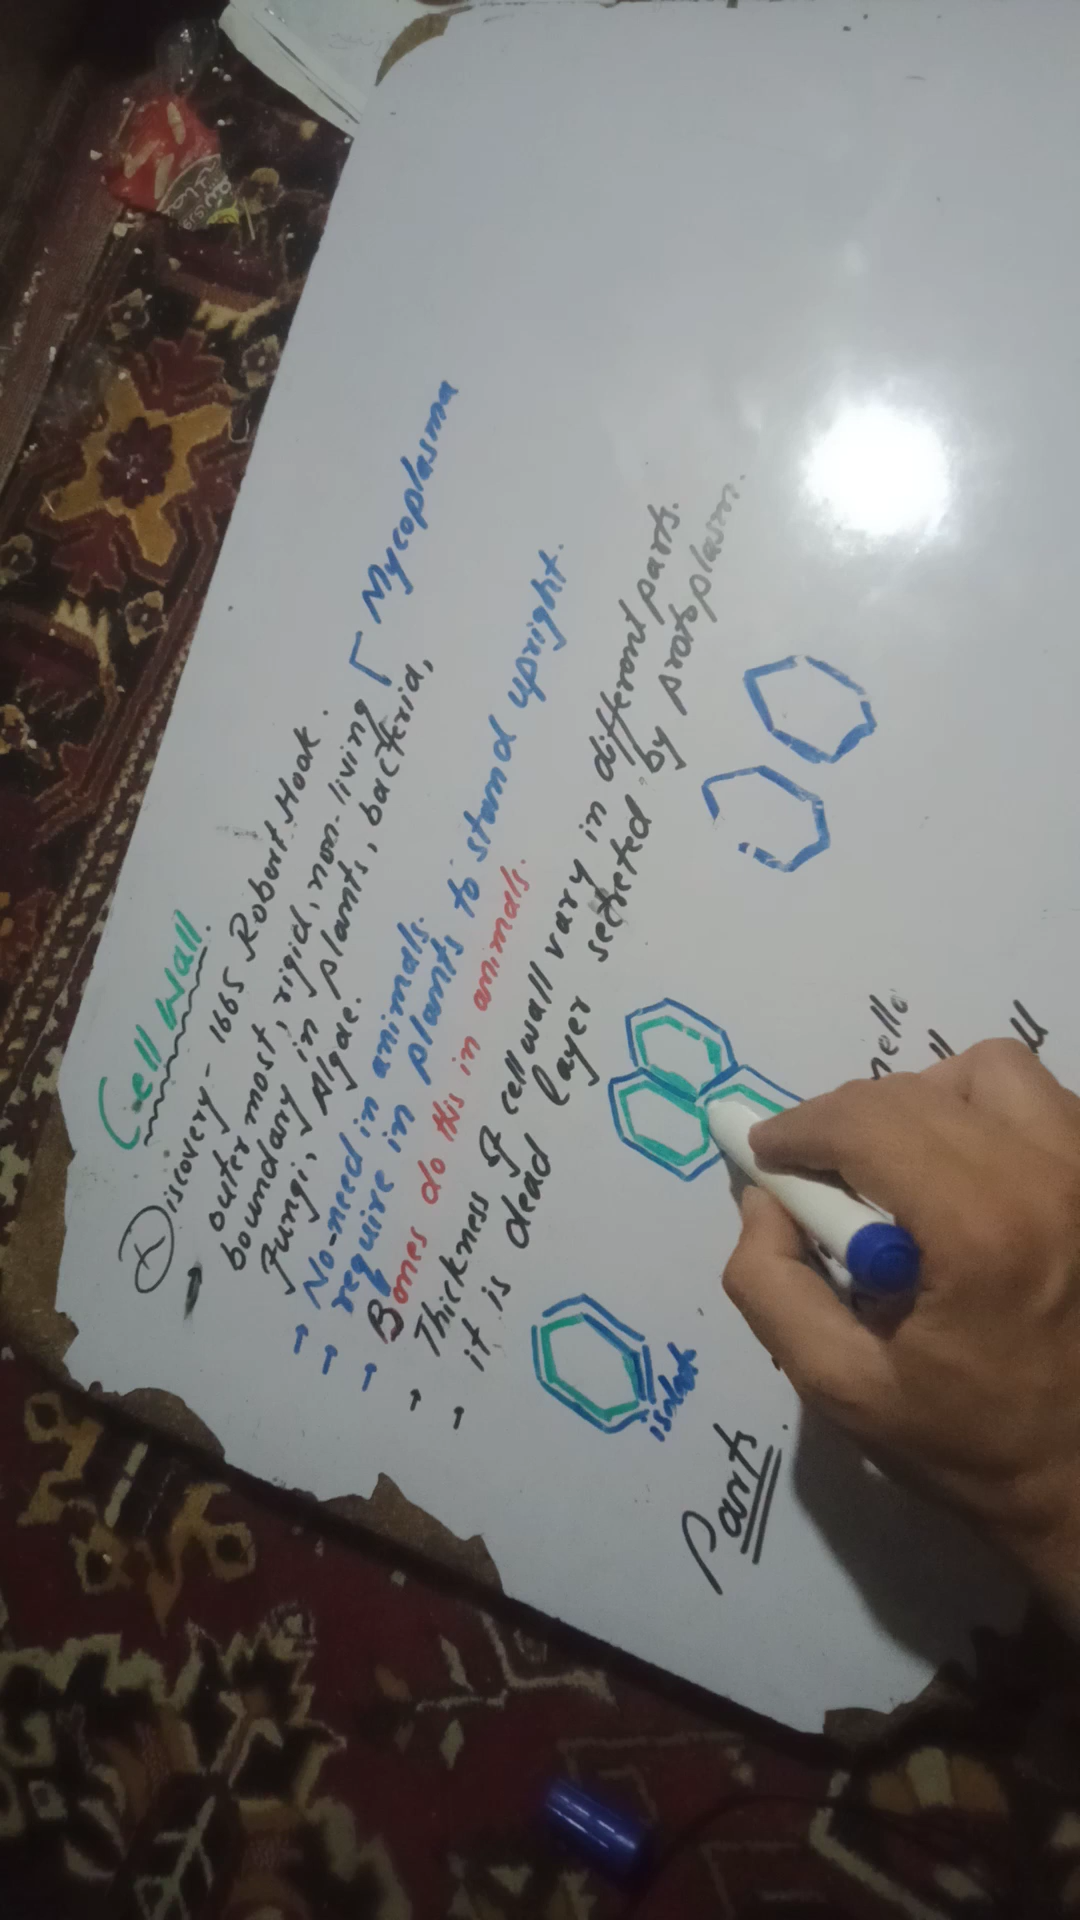 Cell wall.
Discovery - 1665 Robert Hook.
→ outer most, rigid, non-living
boundary in plants, bacteria,
Fungi, Algae.
Mycoplasma
→ No-need in animals.
→ require in plants to stand upright.
→ Bones do this in animals.
→ Thickness of cell wall vary in different parts.
→ it is dead layer secreted by protoplasm.
Parts.